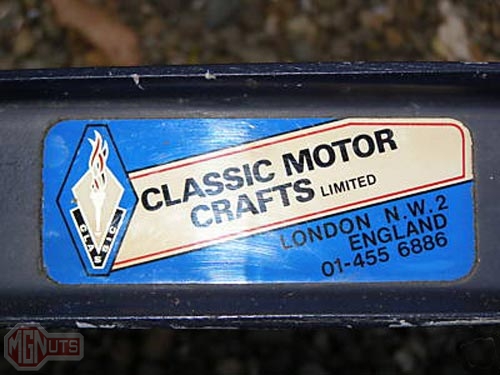 CLASSIC
CLASSIC MOTOR
CRAFTS LIMITED
LONDON N.W.2
ENGLAND
01-455 6886
MGNUTS